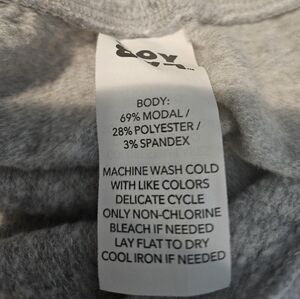 BODY:
69% MODAL /
28% POLYESTER /
3% SPANDEX
MACHINE WASH COLD
WITH LIKE COLORS
DELICATE CYCLE
ONLY NON-CHLORINE
BLEACH IF NEEDED
LAY FLAT TO DRY
COOL IRON IF NEEDED